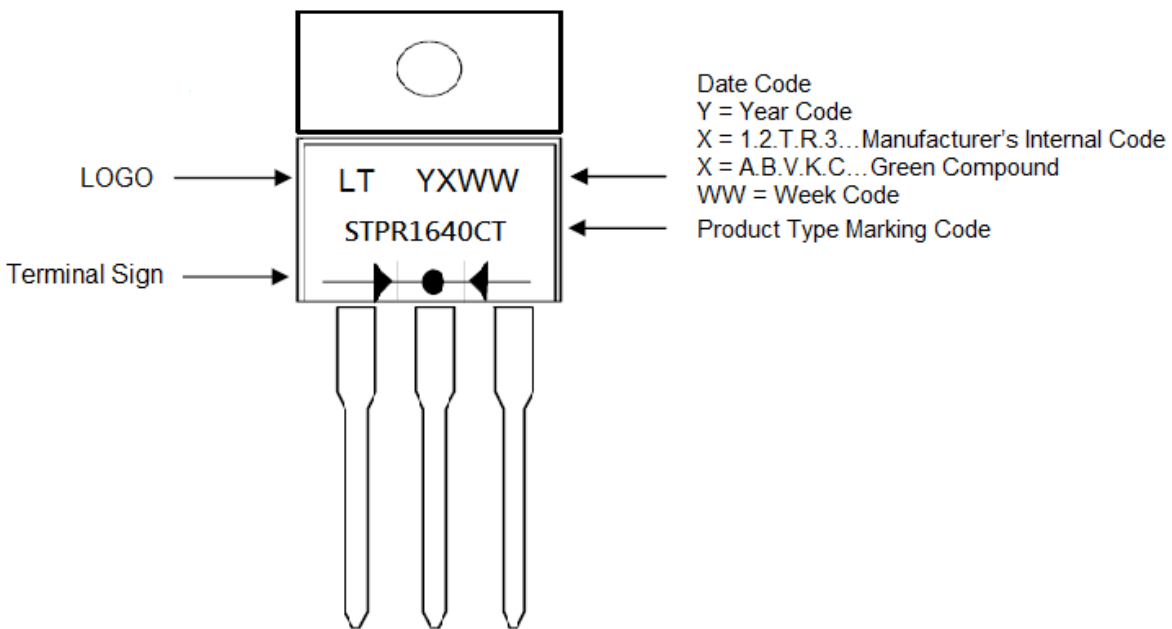 Date Code
Y = Year Code
X = 1.2.T.R.3...Manufacturer's Internal Code
X = A.B.V.K.C...Green Compound
WW = Week Code
LOGO
LT YXWW
STPR1640CT
Product Type Marking Code
Terminal Sign